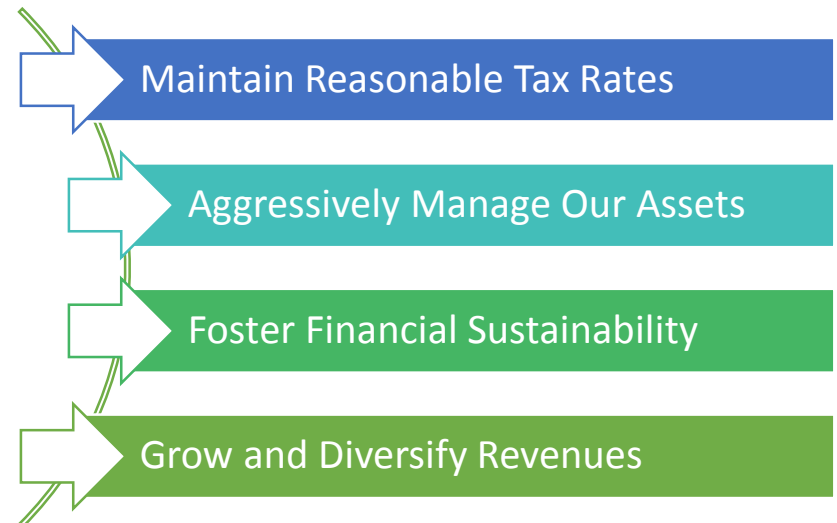 Maintain Reasonable Tax Rates
Aggressively Manage Our Assets
Foster Financial Sustainability
Grow and Diversify Revenues